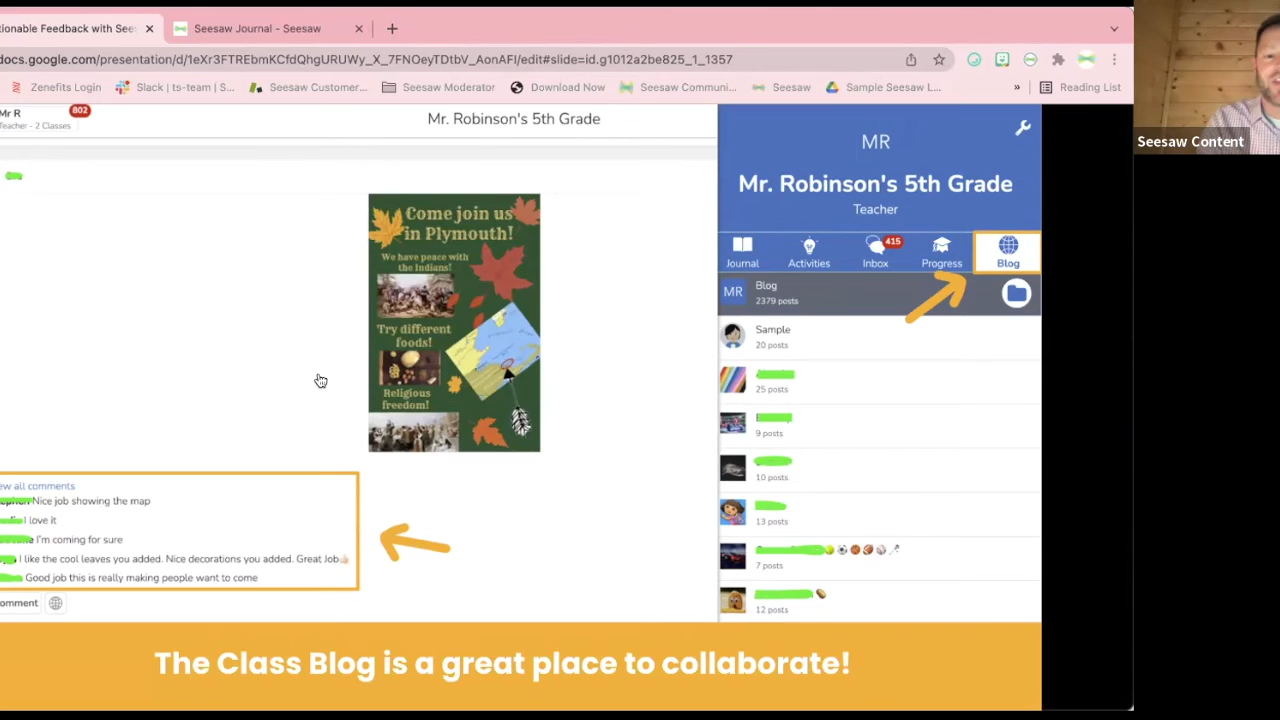 tionable Feedback with See
Seesaw Journal - Seesaw
docs.google.com/presentation/d/1eXr3FTREbmKCfdQhgURUWy_X_7FNOeyTDtbV_AonAFI/edit#slide=id.g1012a2be825_1_1357
Zenefits Login
Slack | ts-team | S...
Seesaw Customer...
Seesaw Moderator
Download Now
Seesaw Communi...
Seesaw
Sample Seesaw L...
»
Reading List
Mr R
802
Teacher - 2 Classes
Mr. Robinson's 5th Grade
Come join us
in Plymouth!
We have peace with
the Indians!
Try different
foods!
Religious
freedom!
ew all comments
Nice job showing the map
I love it
I'm coming for sure
I like the cool leaves you added. Nice decorations you added. Great Job👍🏻
Good job this is really making people want to come
omment
MR
Mr. Robinson's 5th Grade
Teacher
Journal
Activities
Inbox
415
Progress
Blog
MR
Blog
2379 posts
Sample
20 posts
25 posts
9 posts
10 posts
13 posts
7 posts
12 posts
The Class Blog is a great place to collaborate!
Seesaw Content